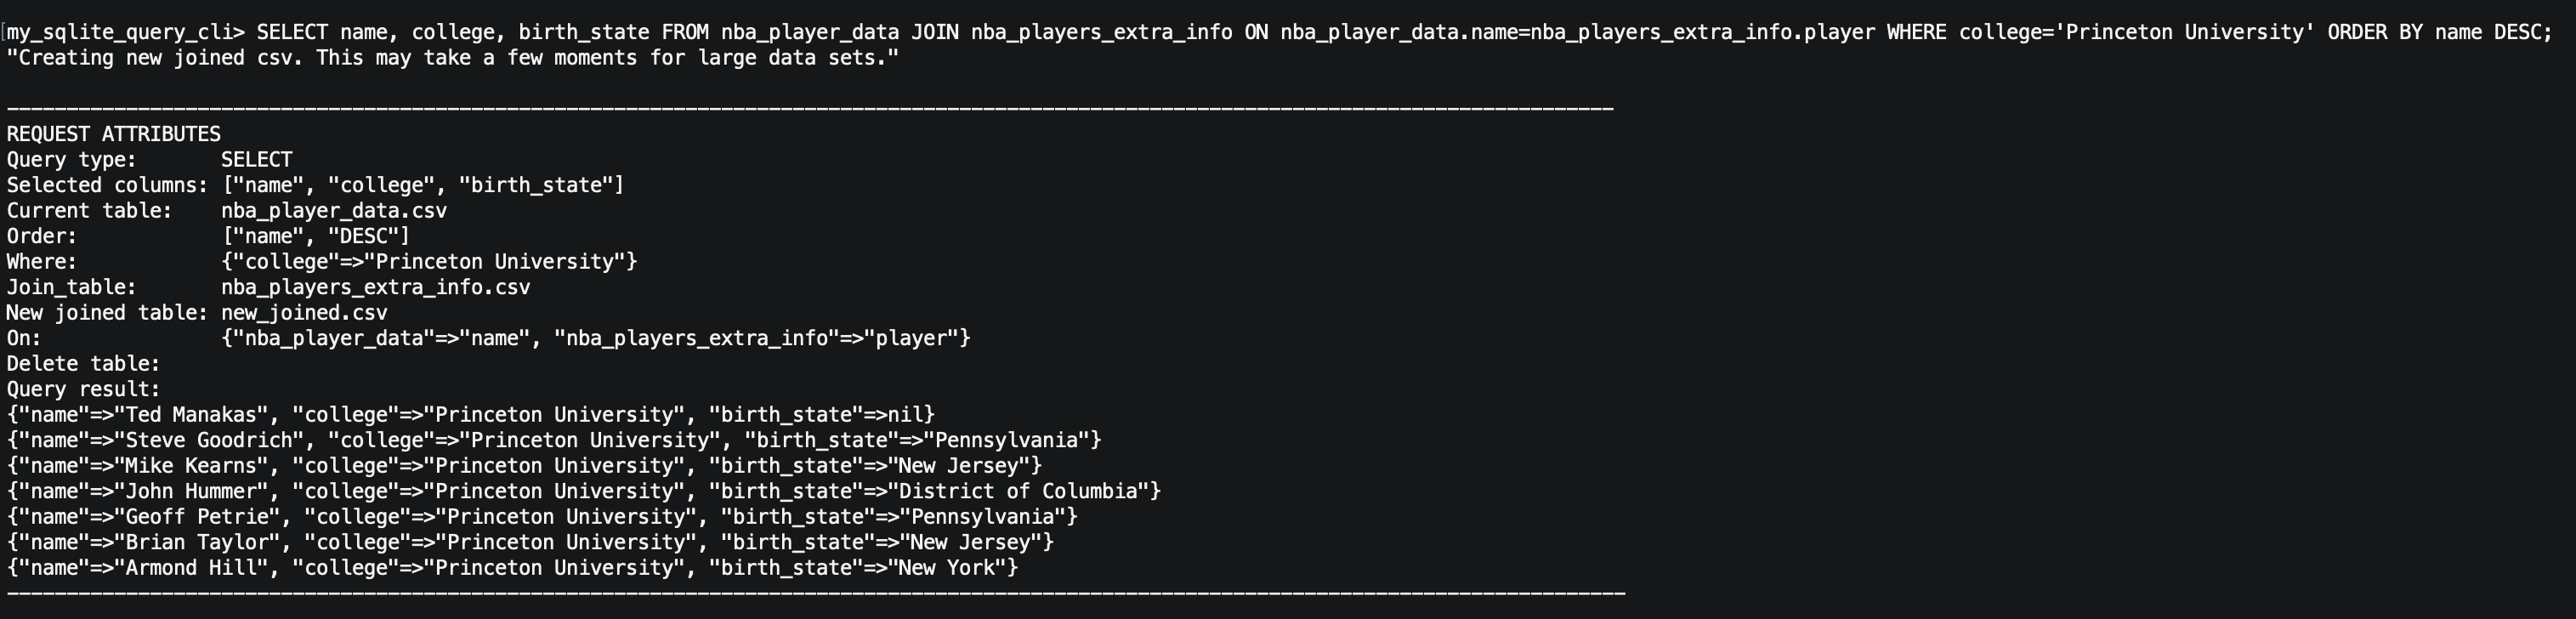 my_sqlite_query_cli> SELECT name, college, birth_state FROM nba_player_data JOIN nba_players_extra_info ON nba_player_data.name=nba_players_extra_info.player WHERE college='Princeton University' ORDER BY name DESC;
"Creating new joined csv. This may take a few moments for large data sets."
REQUEST ATTRIBUTES
Query type:       SELECT
Selected columns: ["name", "college", "birth_state"]
Current table:    nba_player_data.csv
Order:            ["name", "DESC"]
Where:            {"college"=>"Princeton University"}
Join_table:       nba_players_extra_info.csv
New joined table: new_joined.csv
On:               {"nba_player_data"=>"name", "nba_players_extra_info"=>"player"}
Delete table:
Query result:
{"name"=>"Ted Manakas", "college"=>"Princeton University", "birth_state"=>nil}
{"name"=>"Steve Goodrich", "college"=>"Princeton University", "birth_state"=>"Pennsylvania"}
{"name"=>"Mike Kearns", "college"=>"Princeton University", "birth_state"=>"New Jersey"}
{"name"=>"John Hummer", "college"=>"Princeton University", "birth_state"=>"District of Columbia"}
{"name"=>"Geoff Petrie", "college"=>"Princeton University", "birth_state"=>"Pennsylvania"}
{"name"=>"Brian Taylor", "college"=>"Princeton University", "birth_state"=>"New Jersey"}
{"name"=>"Armond Hill", "college"=>"Princeton University", "birth_state"=>"New York"}